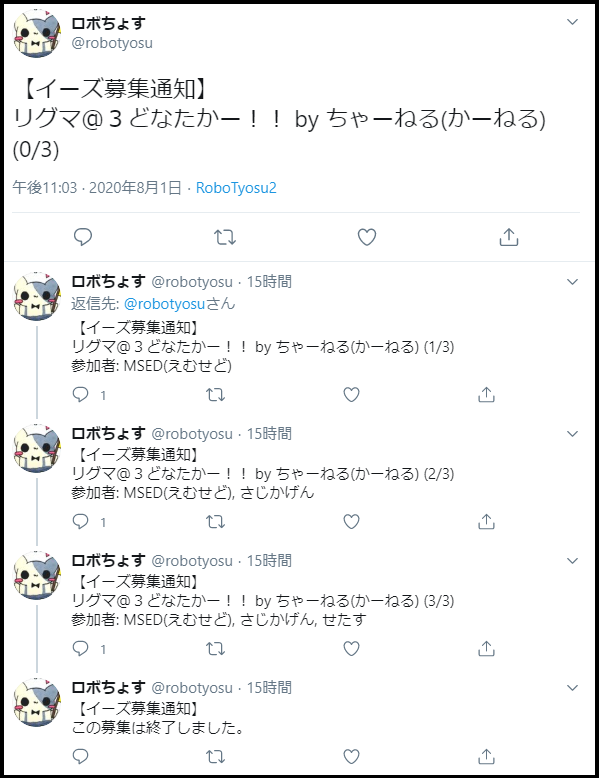 ロボちょす
@robotyosu
【イーズ募集通知】
リグマ@３どなたかー！！ by ちゃーねる(かーねる)
(0/3)
午後11:03 · 2020年8月1日 · RoboTyosu2
ロボちょす @robotyosu · 15時間
返信先: @robotyosuさん
【イーズ募集通知】
リグマ@３どなたかー！！ by ちゃーねる(かーねる) (1/3)
参加者: MSED(えむせど)
1
ロボちょす @robotyosu · 15時間
【イーズ募集通知】
リグマ@３どなたかー！！ by ちゃーねる(かーねる) (2/3)
参加者: MSED(えむせど), さじかげん
1
ロボちょす @robotyosu · 15時間
【イーズ募集通知】
リグマ@３どなたかー！！ by ちゃーねる(かーねる) (3/3)
参加者: MSED(えむせど), さじかげん, せたす
1
ロボちょす @robotyosu · 15時間
【イーズ募集通知】
この募集は終了しました。